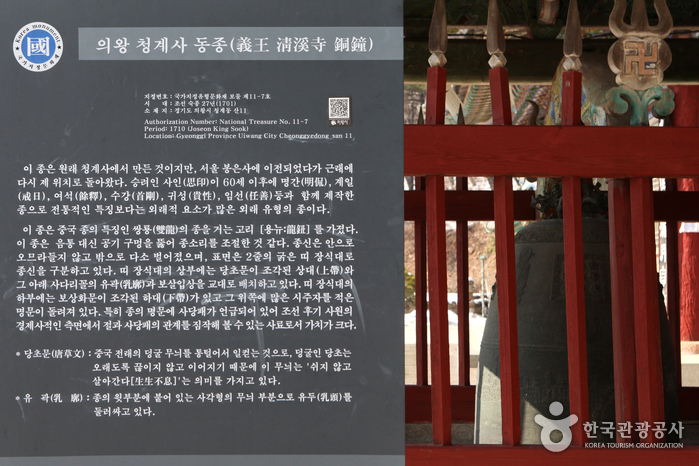 Korea monument
國
국가지정문화재
의왕 청계사 동종(義王 淸溪寺 銅鐘)
지정번호 : 국가지정유형문화재 보물 제11-7호
시 대 : 조선 숙종 27년(1701)
소 재 지 : 경기도 의왕시 청계동 산11
Authorization Number: National Treasure No. 11-7
Period: 1710 (Joseon King Sook)
Location: Gyeonggi Province Uiwang City Cheonggyedong san 11
이 종은 원래 청계사에서 만든 것이지만, 서울 봉은사에 이전되었다가 근래에
다시 제 위치로 돌아왔다. 승려인 사인(思印)이 60세 이후에 명간(明侃), 계일
(戒日), 여석(餘釋), 수강(首剛), 귀성(貴性), 임선(任善)등과 함께 제작한
종으로 전통적인 특징보다는 외래적 요소가 많은 외래 유형의 종이다.
이 종은 중국 종의 특징인 쌍룡(雙龍)의 종을 거는 고리 [용뉴:龍鈕] 를 가졌다.
이 종은 음통 대신 공기 구멍을 뚫어 종소리를 조절한 것 같다. 종신은 안으로
오므라들지 않고 밖으로 다소 벌어졌으며, 표면은 2줄의 굵은 띠 장식대로
종신을 구분하고 있다. 띠 장식대의 상부에는 당초문이 조각된 상대(上帶)와
그 아래 사다리꼴의 유곽(乳廓)과 보살입상을 교대로 배치하고 있다. 띠 장식대의
하부에는 보상화문이 조각된 하대(下帶)가 있고 그 위쪽에 많은 시주자를 적은
명문이 둘러져 있다. 특히 종의 명문에 사당패가 언급되어 있어 조선 후기 사원의
경제사적인 측면에서 절과 사당패의 관계를 짐작해 볼 수 있는 사료로서 가치가 크다.
* 당초문(唐草文) : 중국 전래의 덩굴 무늬를 통털어서 일컫는 것으로, 덩굴인 당초는
오래도록 끊이지 않고 이어지기 때문에 이 무늬는 '쉬지 않고
살아간다[生生不息]'는 의미를 가지고 있다.
* 유 곽(乳 廓) : 종의 윗부분에 붙어 있는 사각형의 무늬 부분으로 유두(乳頭)를
둘러싸고 있다.
卍
한국관광공사
KOREA TOURISM ORGANIZATION